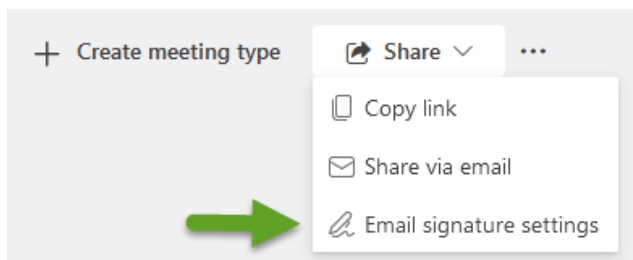 Create meeting type
Share
Copy link
Share via email
Email signature settings